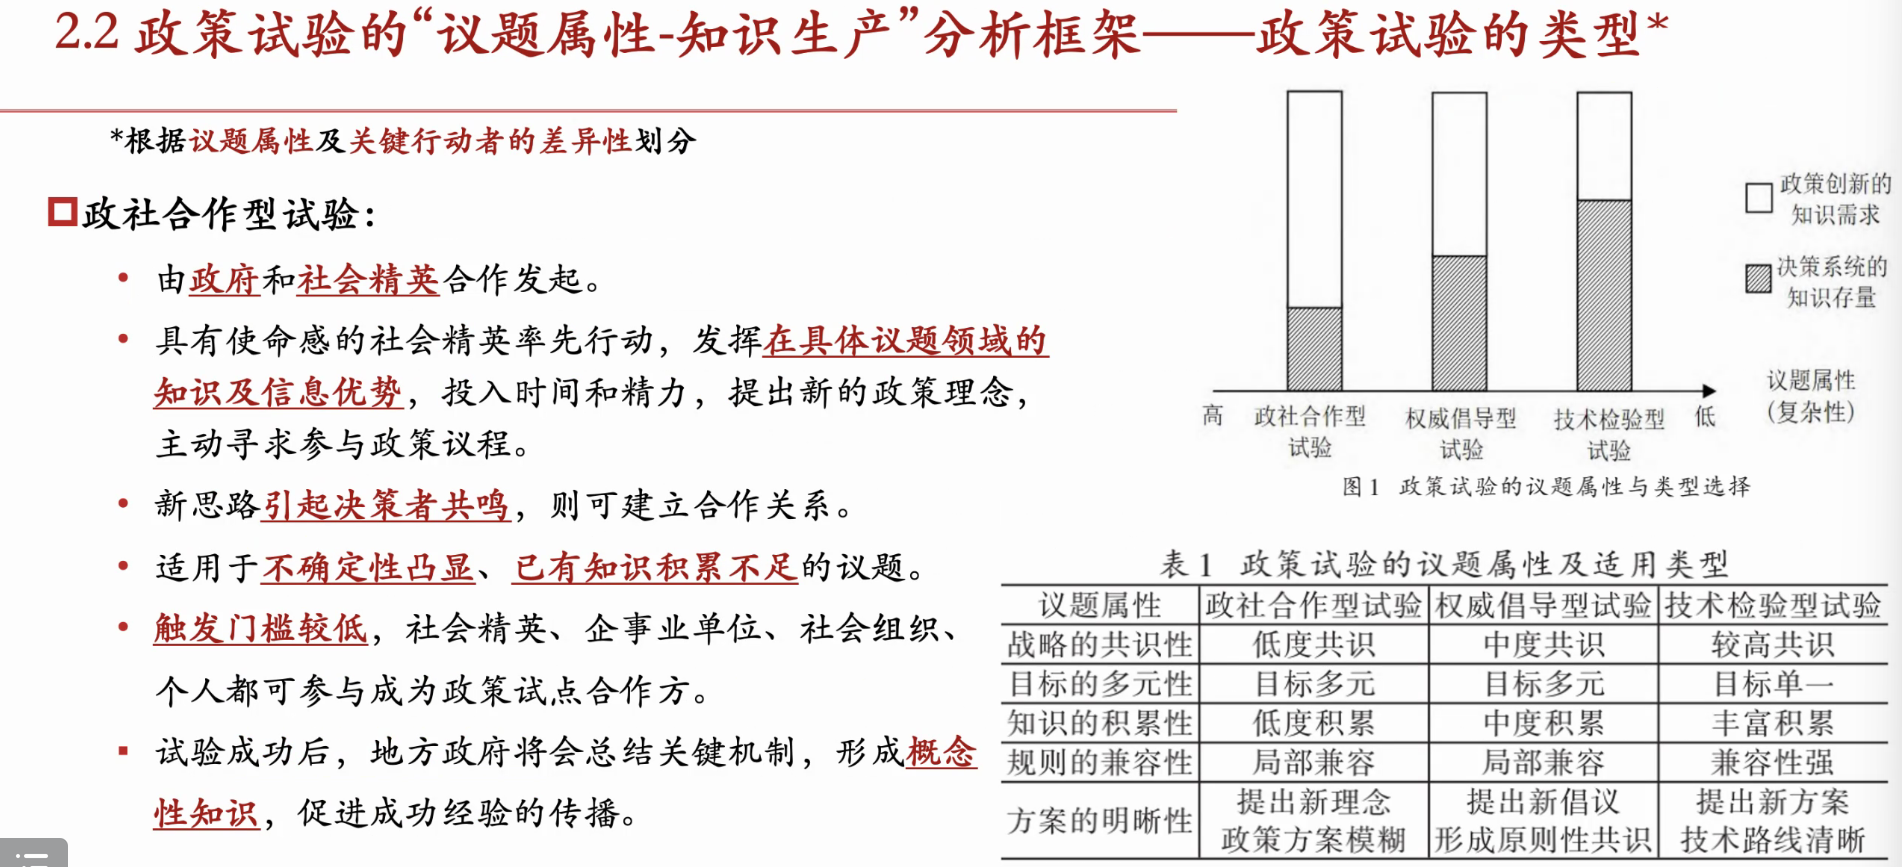 2.2 政策试验的“议题属性-知识生产”分析框架——政策试验的类型*
*根据议题属性及关键行动者的差异性划分
政社合作型试验：
• 由政府和社会精英合作发起。
• 具有使命感的社会精英率先行动，发挥在具体议题领域的
知识及信息优势，投入时间和精力，提出新的政策理念，
主动寻求参与政策议程。
• 新思路引起决策者共鸣，则可建立合作关系。
• 适用于不确定性凸显、已有知识积累不足的议题。
• 触发门槛较低，社会精英、企事业单位、社会组织、
个人都可参与成为政策试点合作方。
▪ 试验成功后，地方政府将会总结关键机制，形成概念
性知识，促进成功经验的传播。
政策创新的
知识需求
决策系统的
知识存量
议题属性
(复杂性)
高 政社合作型 权威倡导型 技术检验型 低
试验 试验 试验
图1 政策试验的议题属性与类型选择
表1 政策试验的议题属性及适用类型
议题属性 政社合作型试验 权威倡导型试验 技术检验型试验
战略的共识性 低度共识 中度共识 较高共识
目标的多元性 目标多元 目标多元 目标单一
知识的积累性 低度积累 中度积累 丰富积累
规则的兼容性 局部兼容 局部兼容 兼容性强
方案的明晰性 提出新理念 提出新倡议 提出新方案
政策方案模糊 形成原则性共识 技术路线清晰